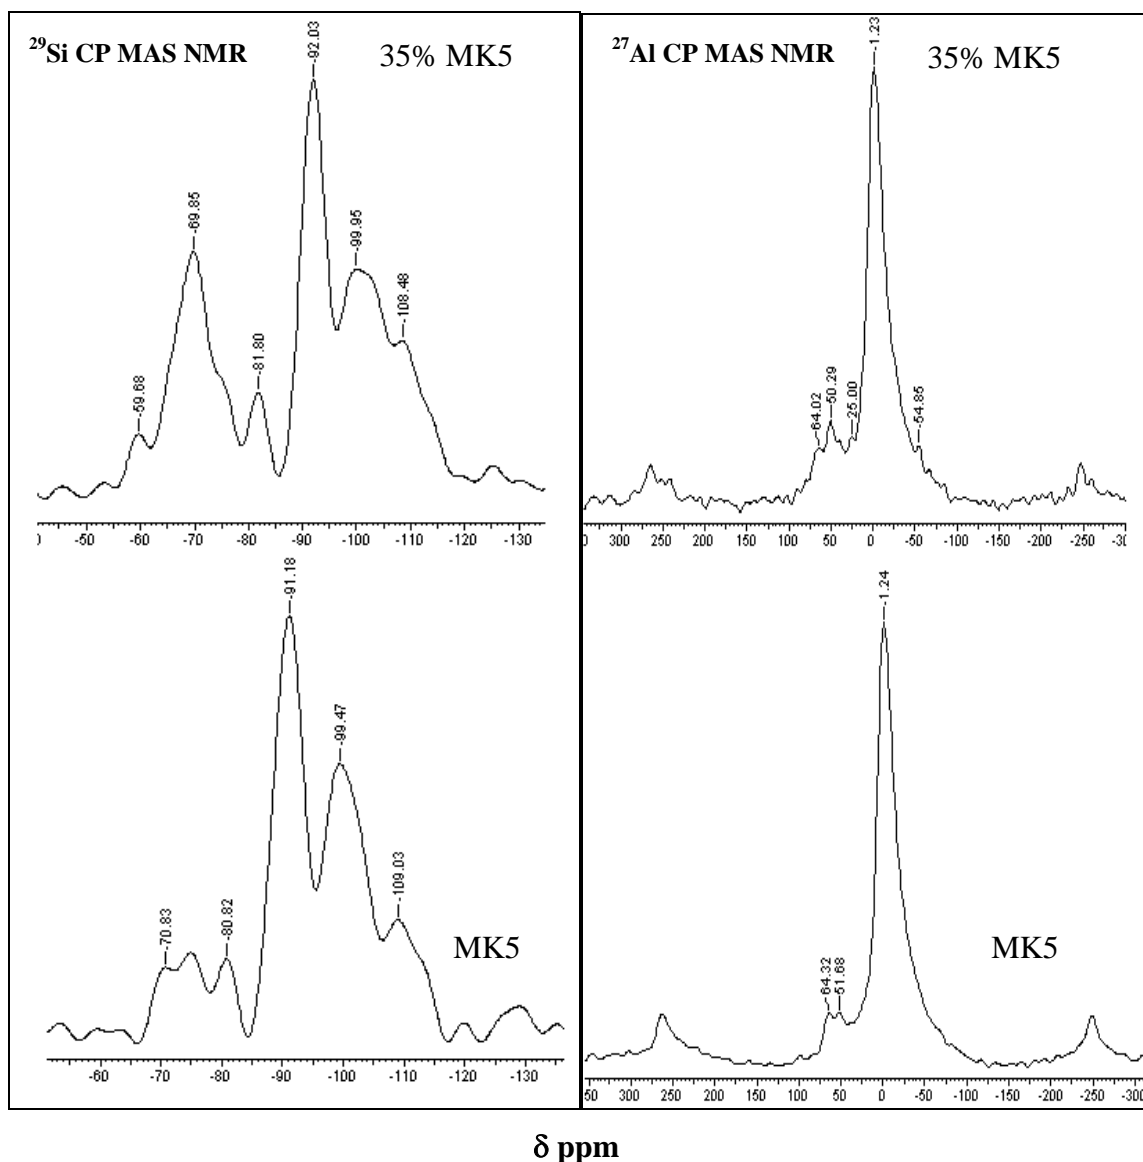 ²⁹Si CP MAS NMR 35% MK5
-59.68
-69.85
-81.80
-92.03
-99.95
-108.48
0 -50 -60 -70 -80 -90 -100 -110 -120 -130
²⁷Al CP MAS NMR 35% MK5
64.02
50.29
25.00
-1.23
-54.85
0 300 250 200 150 100 50 0 -50 -100 -150 -200 -250 -30
-70.83
-80.82
-91.18
-99.47
-109.03
MK5
-60 -70 -80 -90 -100 -110 -120 -130
64.32
51.68
-1.24
MK5
50 300 250 200 150 100 50 0 -50 -100 -150 -200 -250 -300
δ ppm